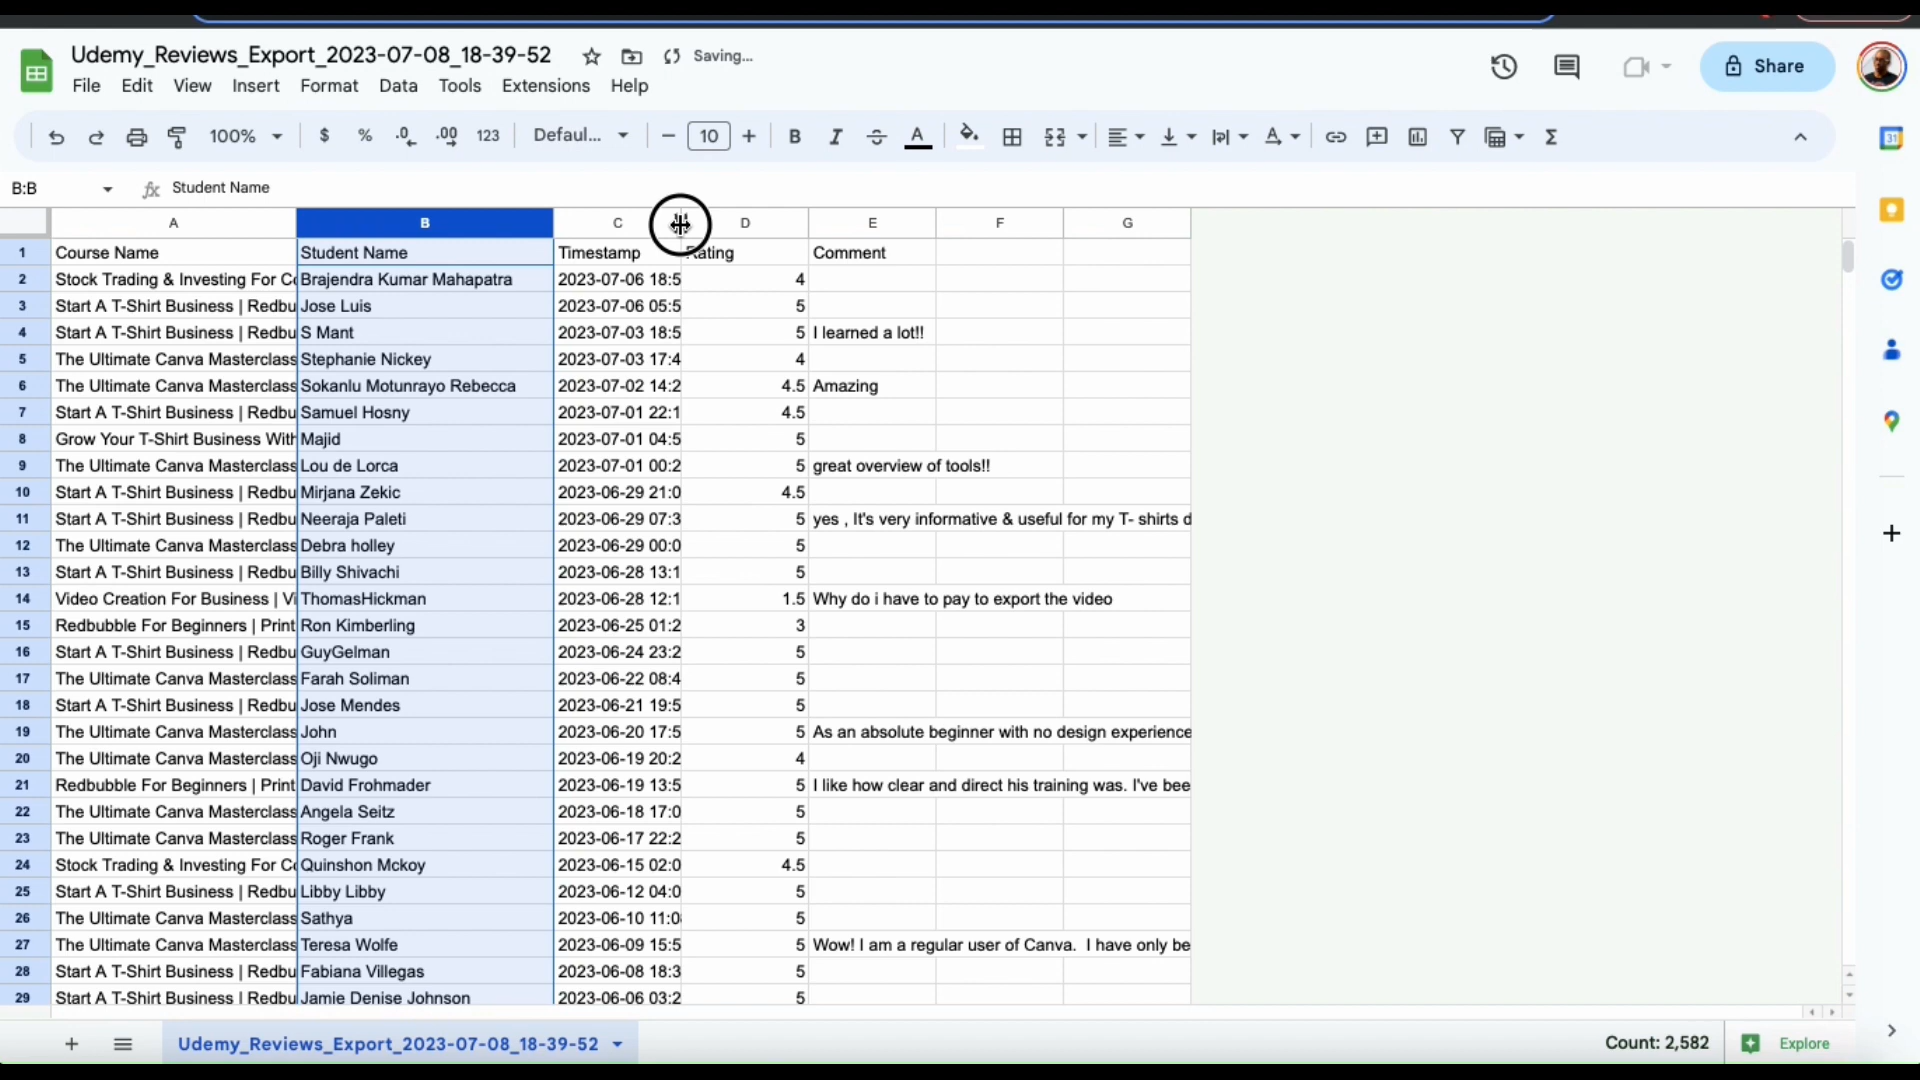 Udemy_Reviews_Export_2023-07-08_18-39-52 Saving...
File Edit View Insert Format Data Tools Extensions Help
Share
100% $ % .0 .00 123 Defaul... 10 B I A
31
B:B fx Student Name
A B C D E F G
1 Course Name Student Name Timestamp Rating Comment
2 Stock Trading & Investing For Co Brajendra Kumar Mahapatra 2023-07-06 18:5 4
3 Start A T-Shirt Business | Redbu Jose Luis 2023-07-06 05:5 5
4 Start A T-Shirt Business | Redbu S Mant 2023-07-03 18:5 5 I learned a lot!!
5 The Ultimate Canva Masterclass Stephanie Nickey 2023-07-03 17:4 4
6 The Ultimate Canva Masterclass Sokanlu Motunrayo Rebecca 2023-07-02 14:2 4.5 Amazing
7 Start A T-Shirt Business | Redbu Samuel Hosny 2023-07-01 22:1 4.5
8 Grow Your T-Shirt Business With Majid 2023-07-01 04:5 5
9 The Ultimate Canva Masterclass Lou de Lorca 2023-07-01 00:2 5 great overview of tools!!
10 Start A T-Shirt Business | Redbu Mirjana Zekic 2023-06-29 21:0 4.5
11 Start A T-Shirt Business | Redbu Neeraja Paleti 2023-06-29 07:3 5 yes , It's very informative & useful for my T- shirts d
12 The Ultimate Canva Masterclass Debra holley 2023-06-29 00:0 5
13 Start A T-Shirt Business | Redbu Billy Shivachi 2023-06-28 13:1 5
14 Video Creation For Business | Vi ThomasHickman 2023-06-28 12:1 1.5 Why do i have to pay to export the video
15 Redbubble For Beginners | Print Ron Kimberling 2023-06-25 01:2 3
16 Start A T-Shirt Business | Redbu GuyGelman 2023-06-24 23:2 5
17 The Ultimate Canva Masterclass Farah Soliman 2023-06-22 08:4 5
18 Start A T-Shirt Business | Redbu Jose Mendes 2023-06-21 19:5 5
19 The Ultimate Canva Masterclass John 2023-06-20 17:5 5 As an absolute beginner with no design experience
20 The Ultimate Canva Masterclass Oji Nwugo 2023-06-19 20:2 4
21 Redbubble For Beginners | Print David Frohmader 2023-06-19 13:5 5 I like how clear and direct his training was. I've bee
22 The Ultimate Canva Masterclass Angela Seitz 2023-06-18 17:0 5
23 The Ultimate Canva Masterclass Roger Frank 2023-06-17 22:2 5
24 Stock Trading & Investing For Co Quinshon Mckoy 2023-06-15 02:0 4.5
25 Start A T-Shirt Business | Redbu Libby Libby 2023-06-12 04:0 5
26 The Ultimate Canva Masterclass Sathya 2023-06-10 11:0 5
27 The Ultimate Canva Masterclass Teresa Wolfe 2023-06-09 15:5 5 Wow! I am a regular user of Canva. I have only be
28 Start A T-Shirt Business | Redbu Fabiana Villegas 2023-06-08 18:3 5
29 Start A T-Shirt Business | Redbu Jamie Denise Johnson 2023-06-06 03:2 5
Udemy_Reviews_Export_2023-07-08_18-39-52 Count: 2,582 Explore